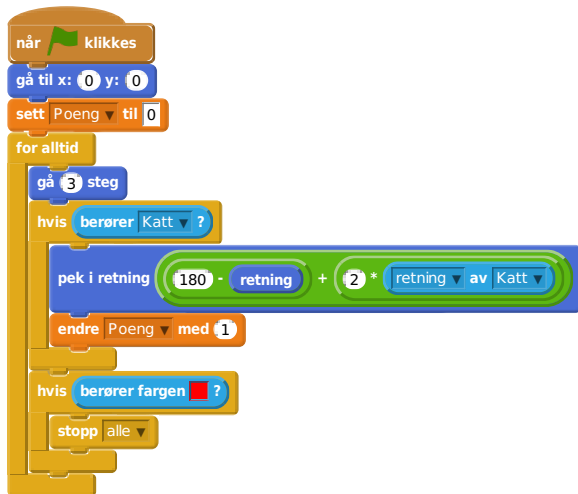 når klikkes
gå til x: 0 y: 0
sett Poeng til 0
for alltid
gå 3 steg
hvis berører Katt ?
pek i retning 180 - retning + 2 * retning av Katt
endre Poeng med 1
hvis berører fargen ?
stopp alle